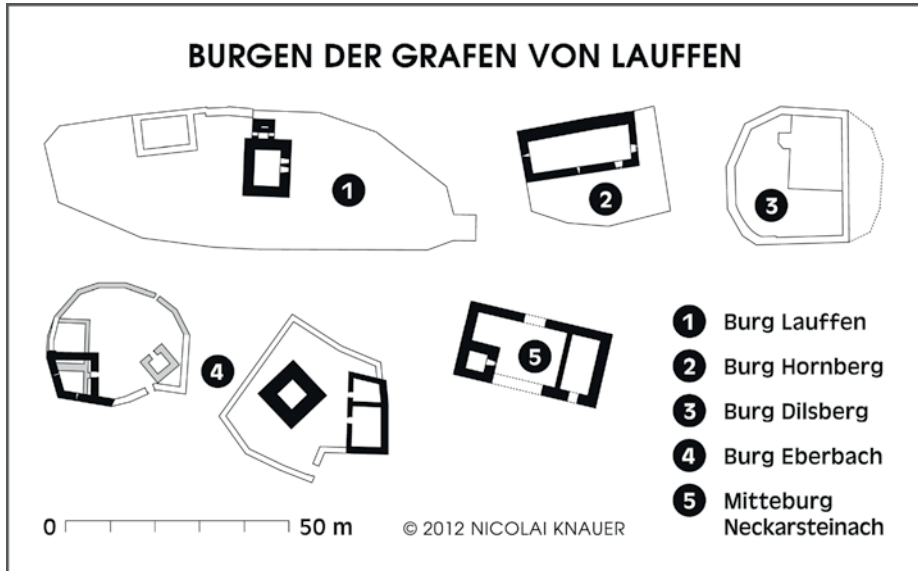 BURGEN DER GRAFEN VON LAUFFEN
1
2
3
4
5
1 Burg Lauffen
2 Burg Hornberg
3 Burg Dilsberg
4 Burg Eberbach
5 Mitteburg
Neckarsteinach
0 50 m
© 2012 NICOLAI KNAUER